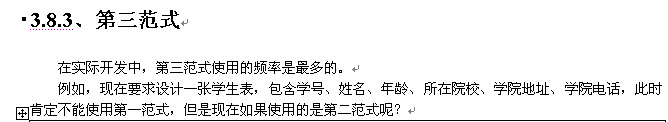 3.8.3、第三范式
在实际开发中，第三范式使用的频率是最多的。
例如，现在要求设计一张学生表，包含学号、姓名、年龄、所在院校、学院地址、学院电话，此时
肯定不能使用第一范式，但是现在如果使用的是第二范式呢？